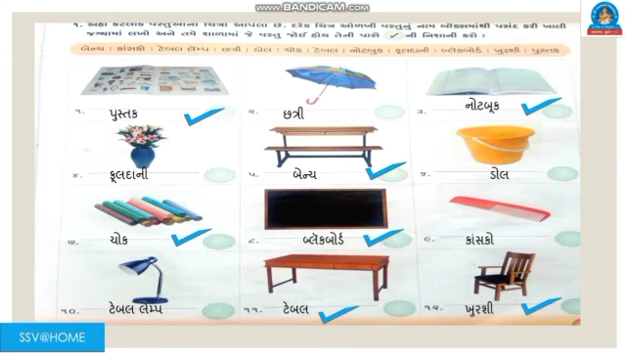 WWW.BANDICAM.COM
૧. અહીં કેટલાક વસ્તુઓના ચિત્રો આપેલા છે. દરેક ચિત્ર ઓળખી વસ્તુનું નામ બૉક્સમાંથી પસંદ કરી ખાલી
જગ્યામાં લખો અને તમે શાળામાં જે વસ્તુ જોઈ હોય તેની પાસે ✓ ની નિશાની કરો :
બેન્ચ | કાંસકો | ટેબલ લેમ્પ | છત્રી | ડોલ | ચોક | ટેબલ | નોટબુક | ફૂલદાની | બ્લૅકબોર્ડ | ખુરશી | પુસ્તક
૧. પુસ્તક ૨. છત્રી ૩. નોટબૂક
૪. ફૂલદાની ૫. બેન્ચ ૬. ડોલ
૭. ચોક ૮. બ્લૅકબોર્ડ ૯. કાંસકો
૧૦. ટેબલ લેમ્પ ૧૧. ટેબલ ૧૨. ખુરશી
SSV@HOME